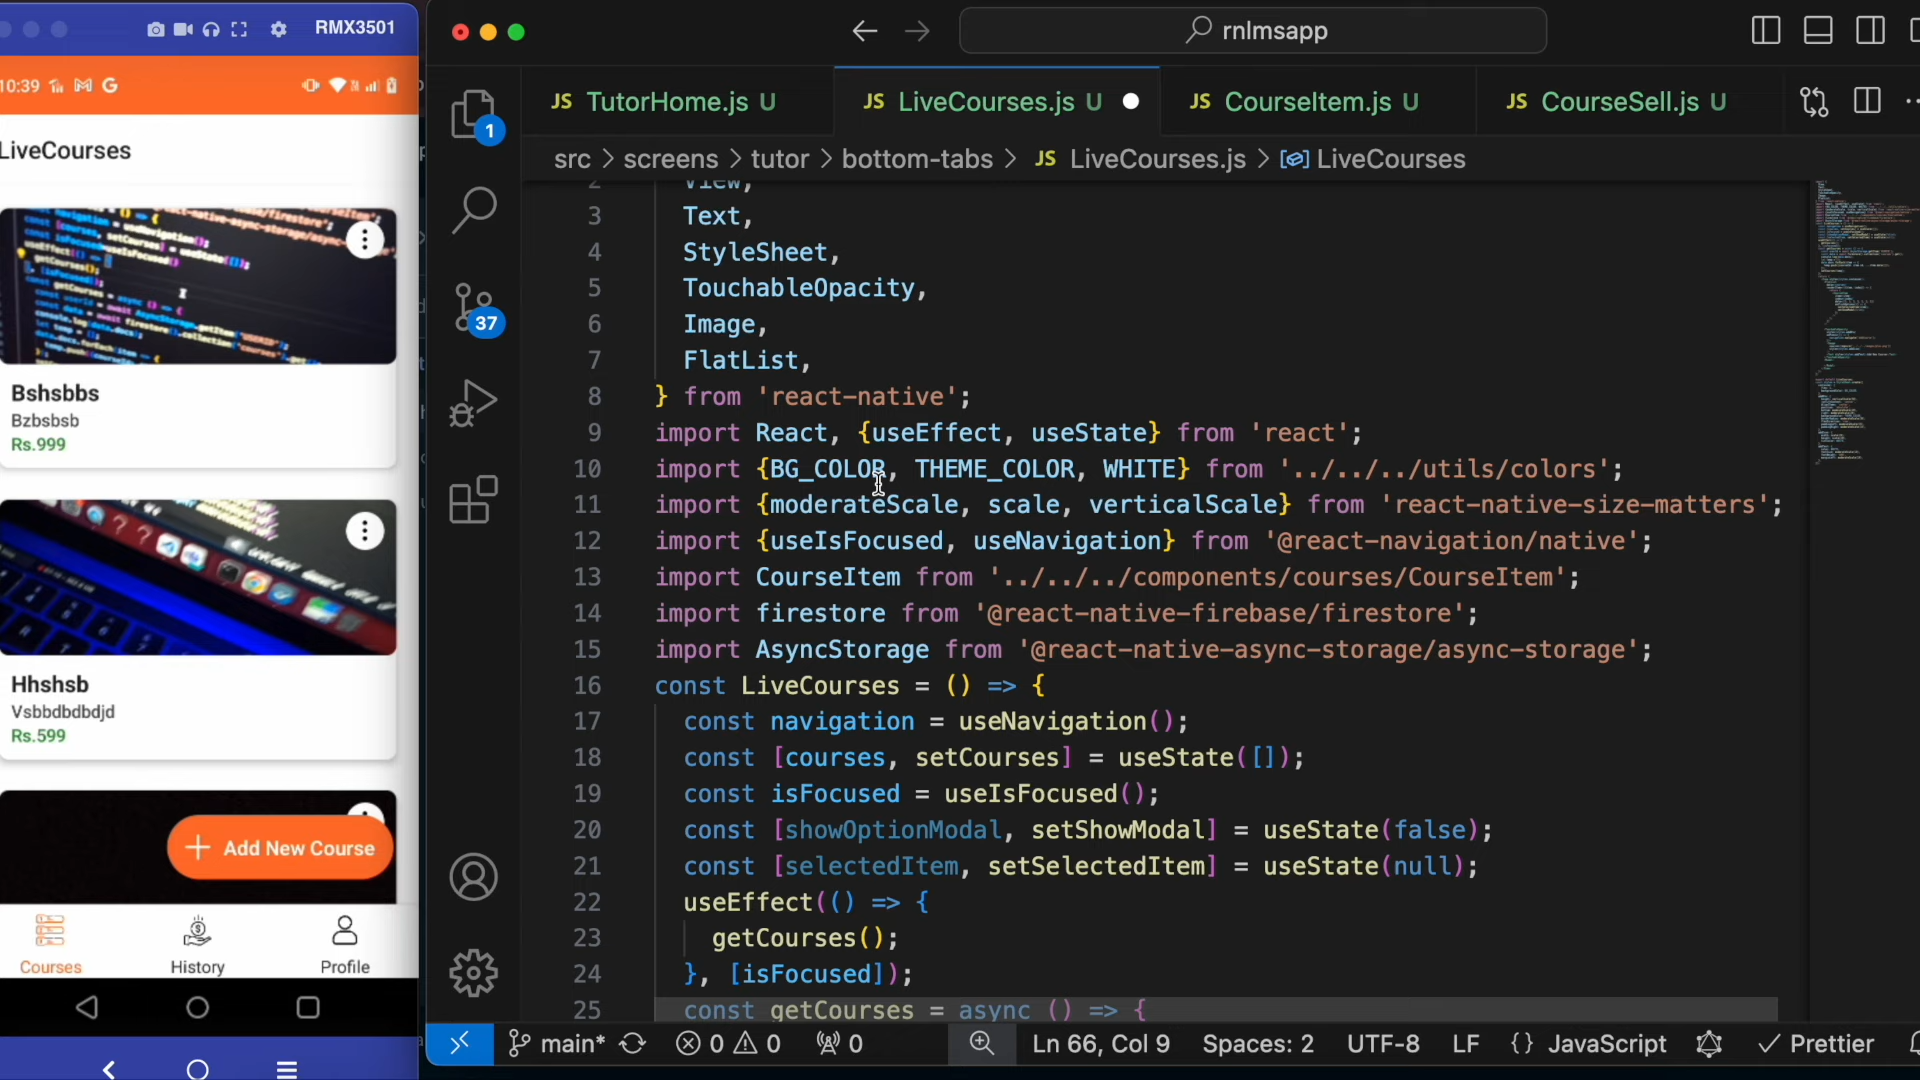 RMX3501
10:39
LiveCourses
Bshsbbs
Bzbsbsb
Rs.999
Hhshsb
Vsbbdbdbdjd
Rs.599
+ Add New Course
Courses
History
Profile
rnlmsapp
JS TutorHome.js U
JS LiveCourses.js U
JS CourseItem.js U
JS CourseSell.js U
src > screens > tutor > bottom-tabs > JS LiveCourses.js > LiveCourses
1
37
2 View,
3 Text,
4 StyleSheet,
5 TouchableOpacity,
6 Image,
7 FlatList,
8 } from 'react-native';
9 import React, {useEffect, useState} from 'react';
10 import {BG_COLOR, THEME_COLOR, WHITE} from '../../../utils/colors';
11 import {moderateScale, scale, verticalScale} from 'react-native-size-matters';
12 import {useIsFocused, useNavigation} from '@react-navigation/native';
13 import CourseItem from '../../../components/courses/CourseItem';
14 import firestore from '@react-native-firebase/firestore';
15 import AsyncStorage from '@react-native-async-storage/async-storage';
16 const LiveCourses = () => {
17 const navigation = useNavigation();
18 const [courses, setCourses] = useState([]);
19 const isFocused = useIsFocused();
20 const [showOptionModal, setShowModal] = useState(false);
21 const [selectedItem, setSelectedItem] = useState(null);
22 useEffect(() => {
23 getCourses();
24 }, [isFocused]);
25 const getCourses = async () => {
main* 0 0 0 Ln 66, Col 9 Spaces: 2 UTF-8 LF {} JavaScript Prettier